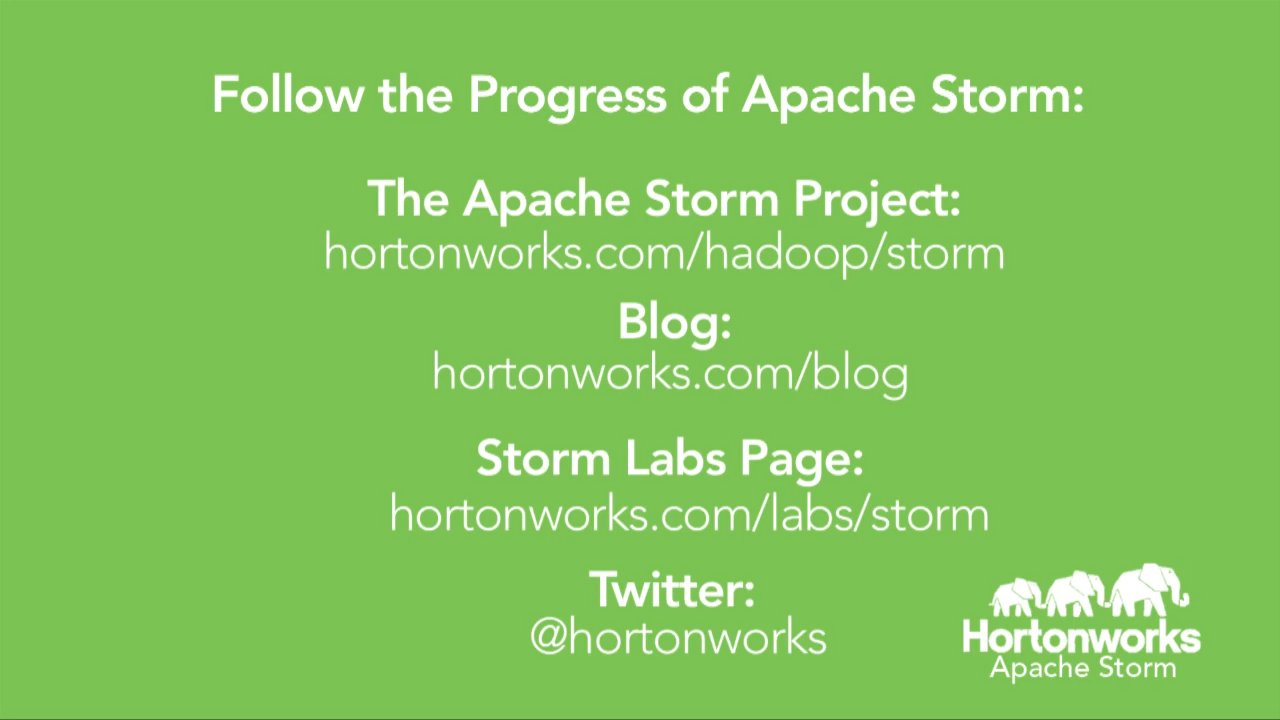 Follow the Progress of Apache Storm:
The Apache Storm Project:
hortonworks.com/hadoop/storm
Blog:
hortonworks.com/blog
Storm Labs Page:
hortonworks.com/labs/storm
Twitter:
@hortonworks
Hortonworks
Apache Storm